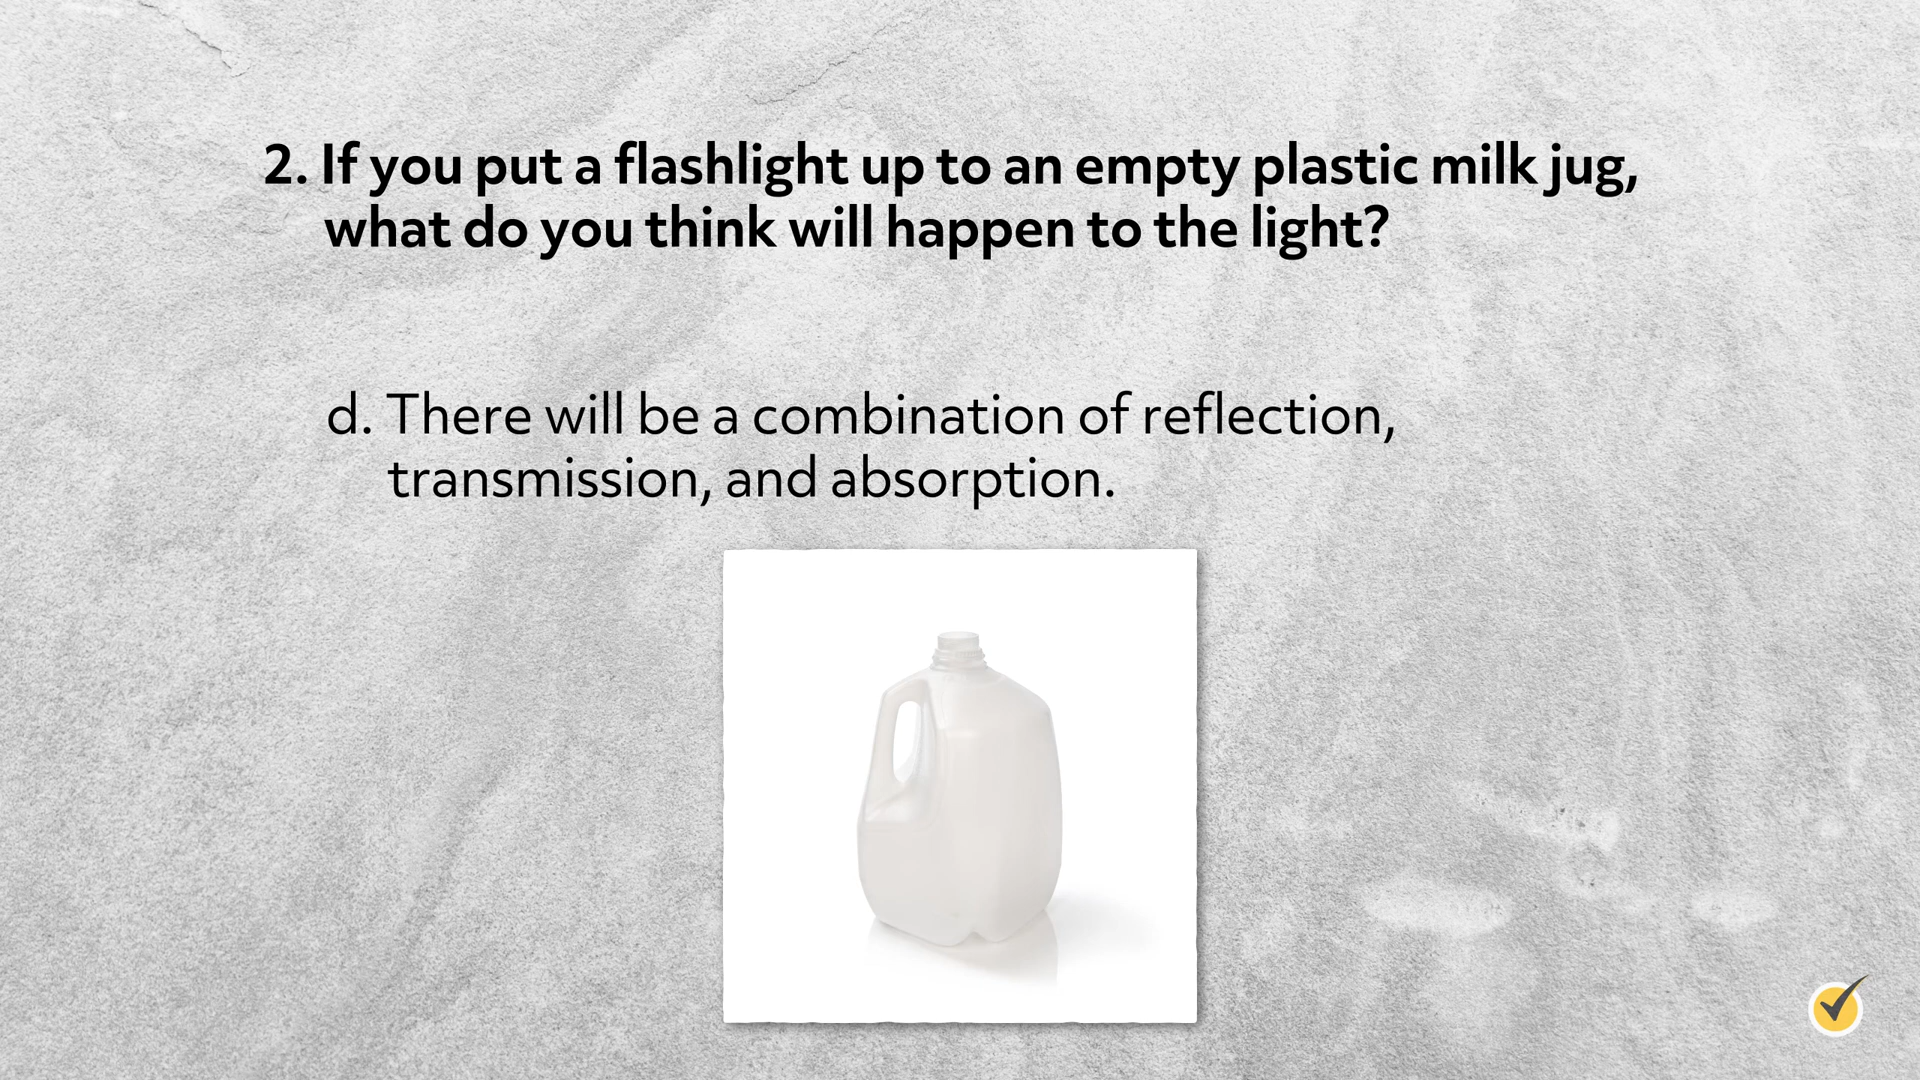 2. If you put a flashlight up to an empty plastic milk jug,
what do you think will happen to the light?
d. There will be a combination of reflection,
transmission, and absorption.